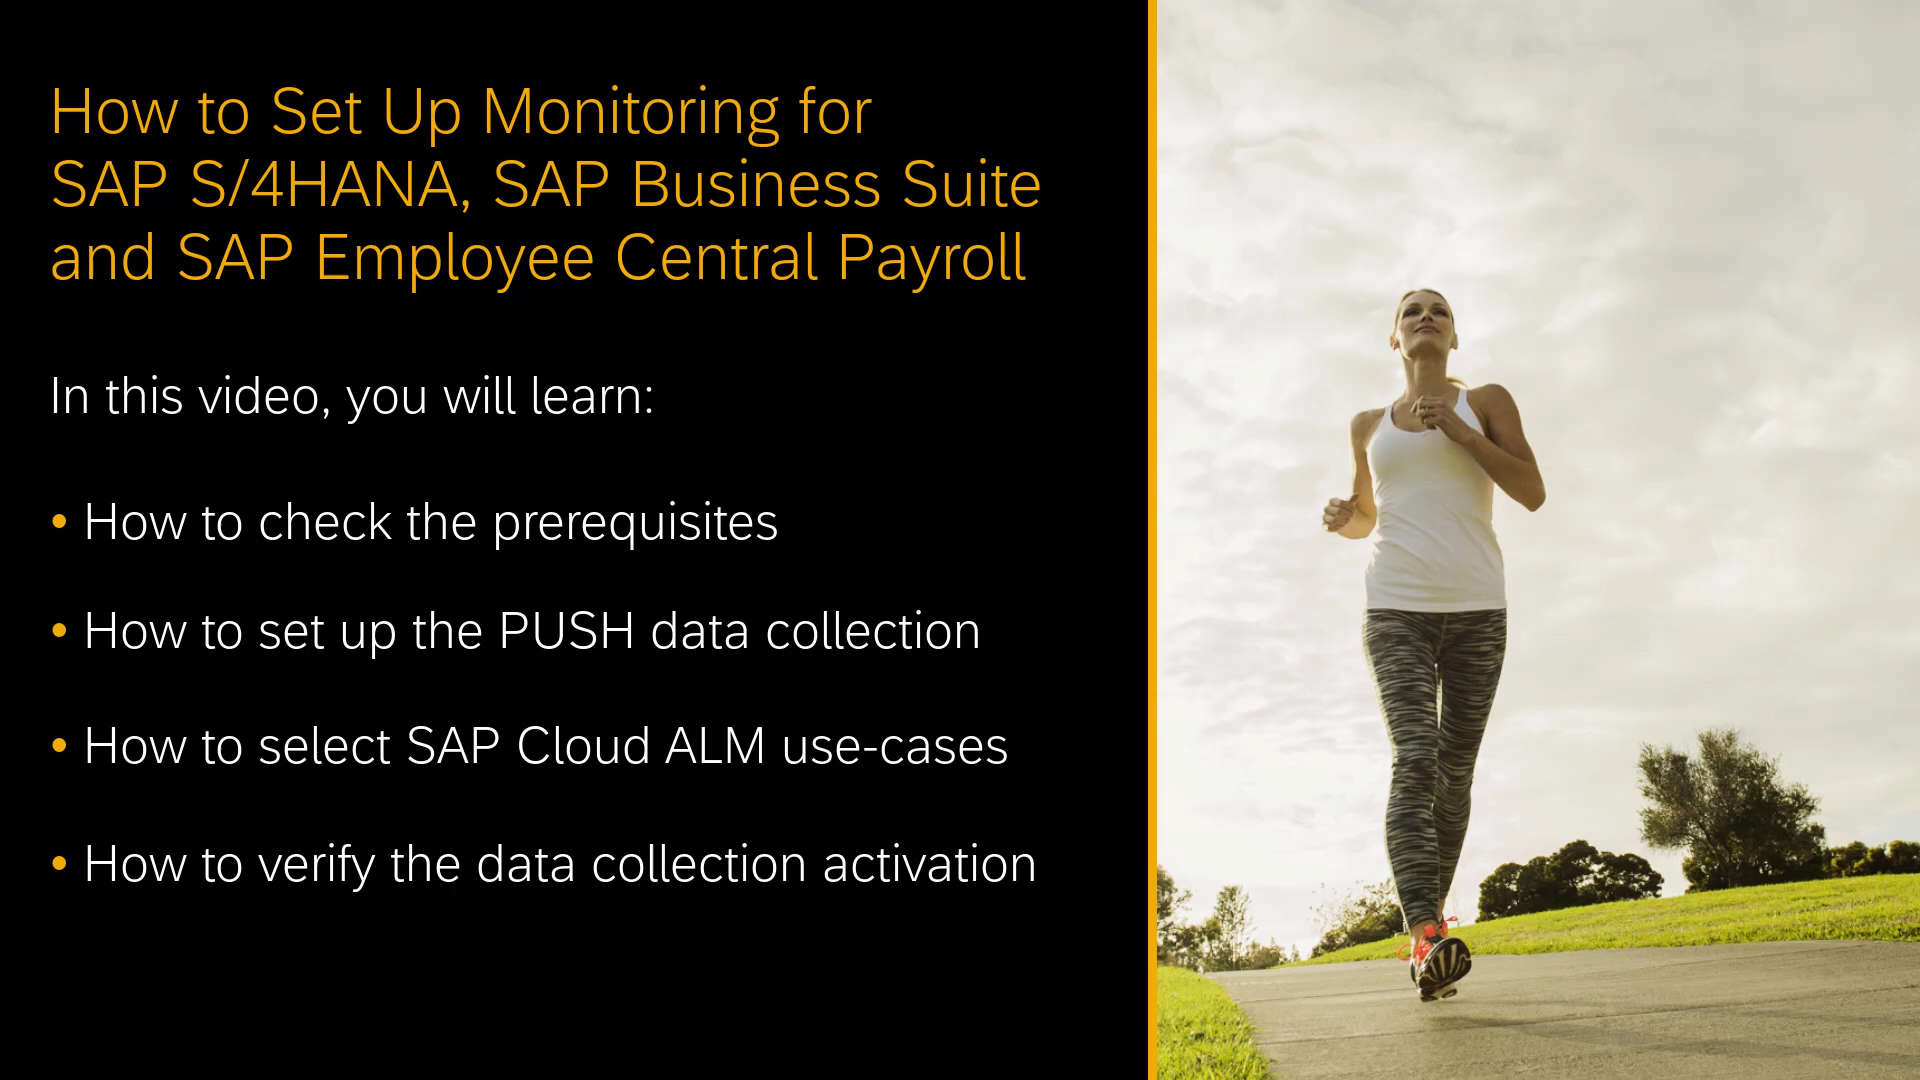 How to Set Up Monitoring for
SAP S/4HANA, SAP Business Suite
and SAP Employee Central Payroll
In this video, you will learn:
• How to check the prerequisites
• How to set up the PUSH data collection
• How to select SAP Cloud ALM use-cases
• How to verify the data collection activation